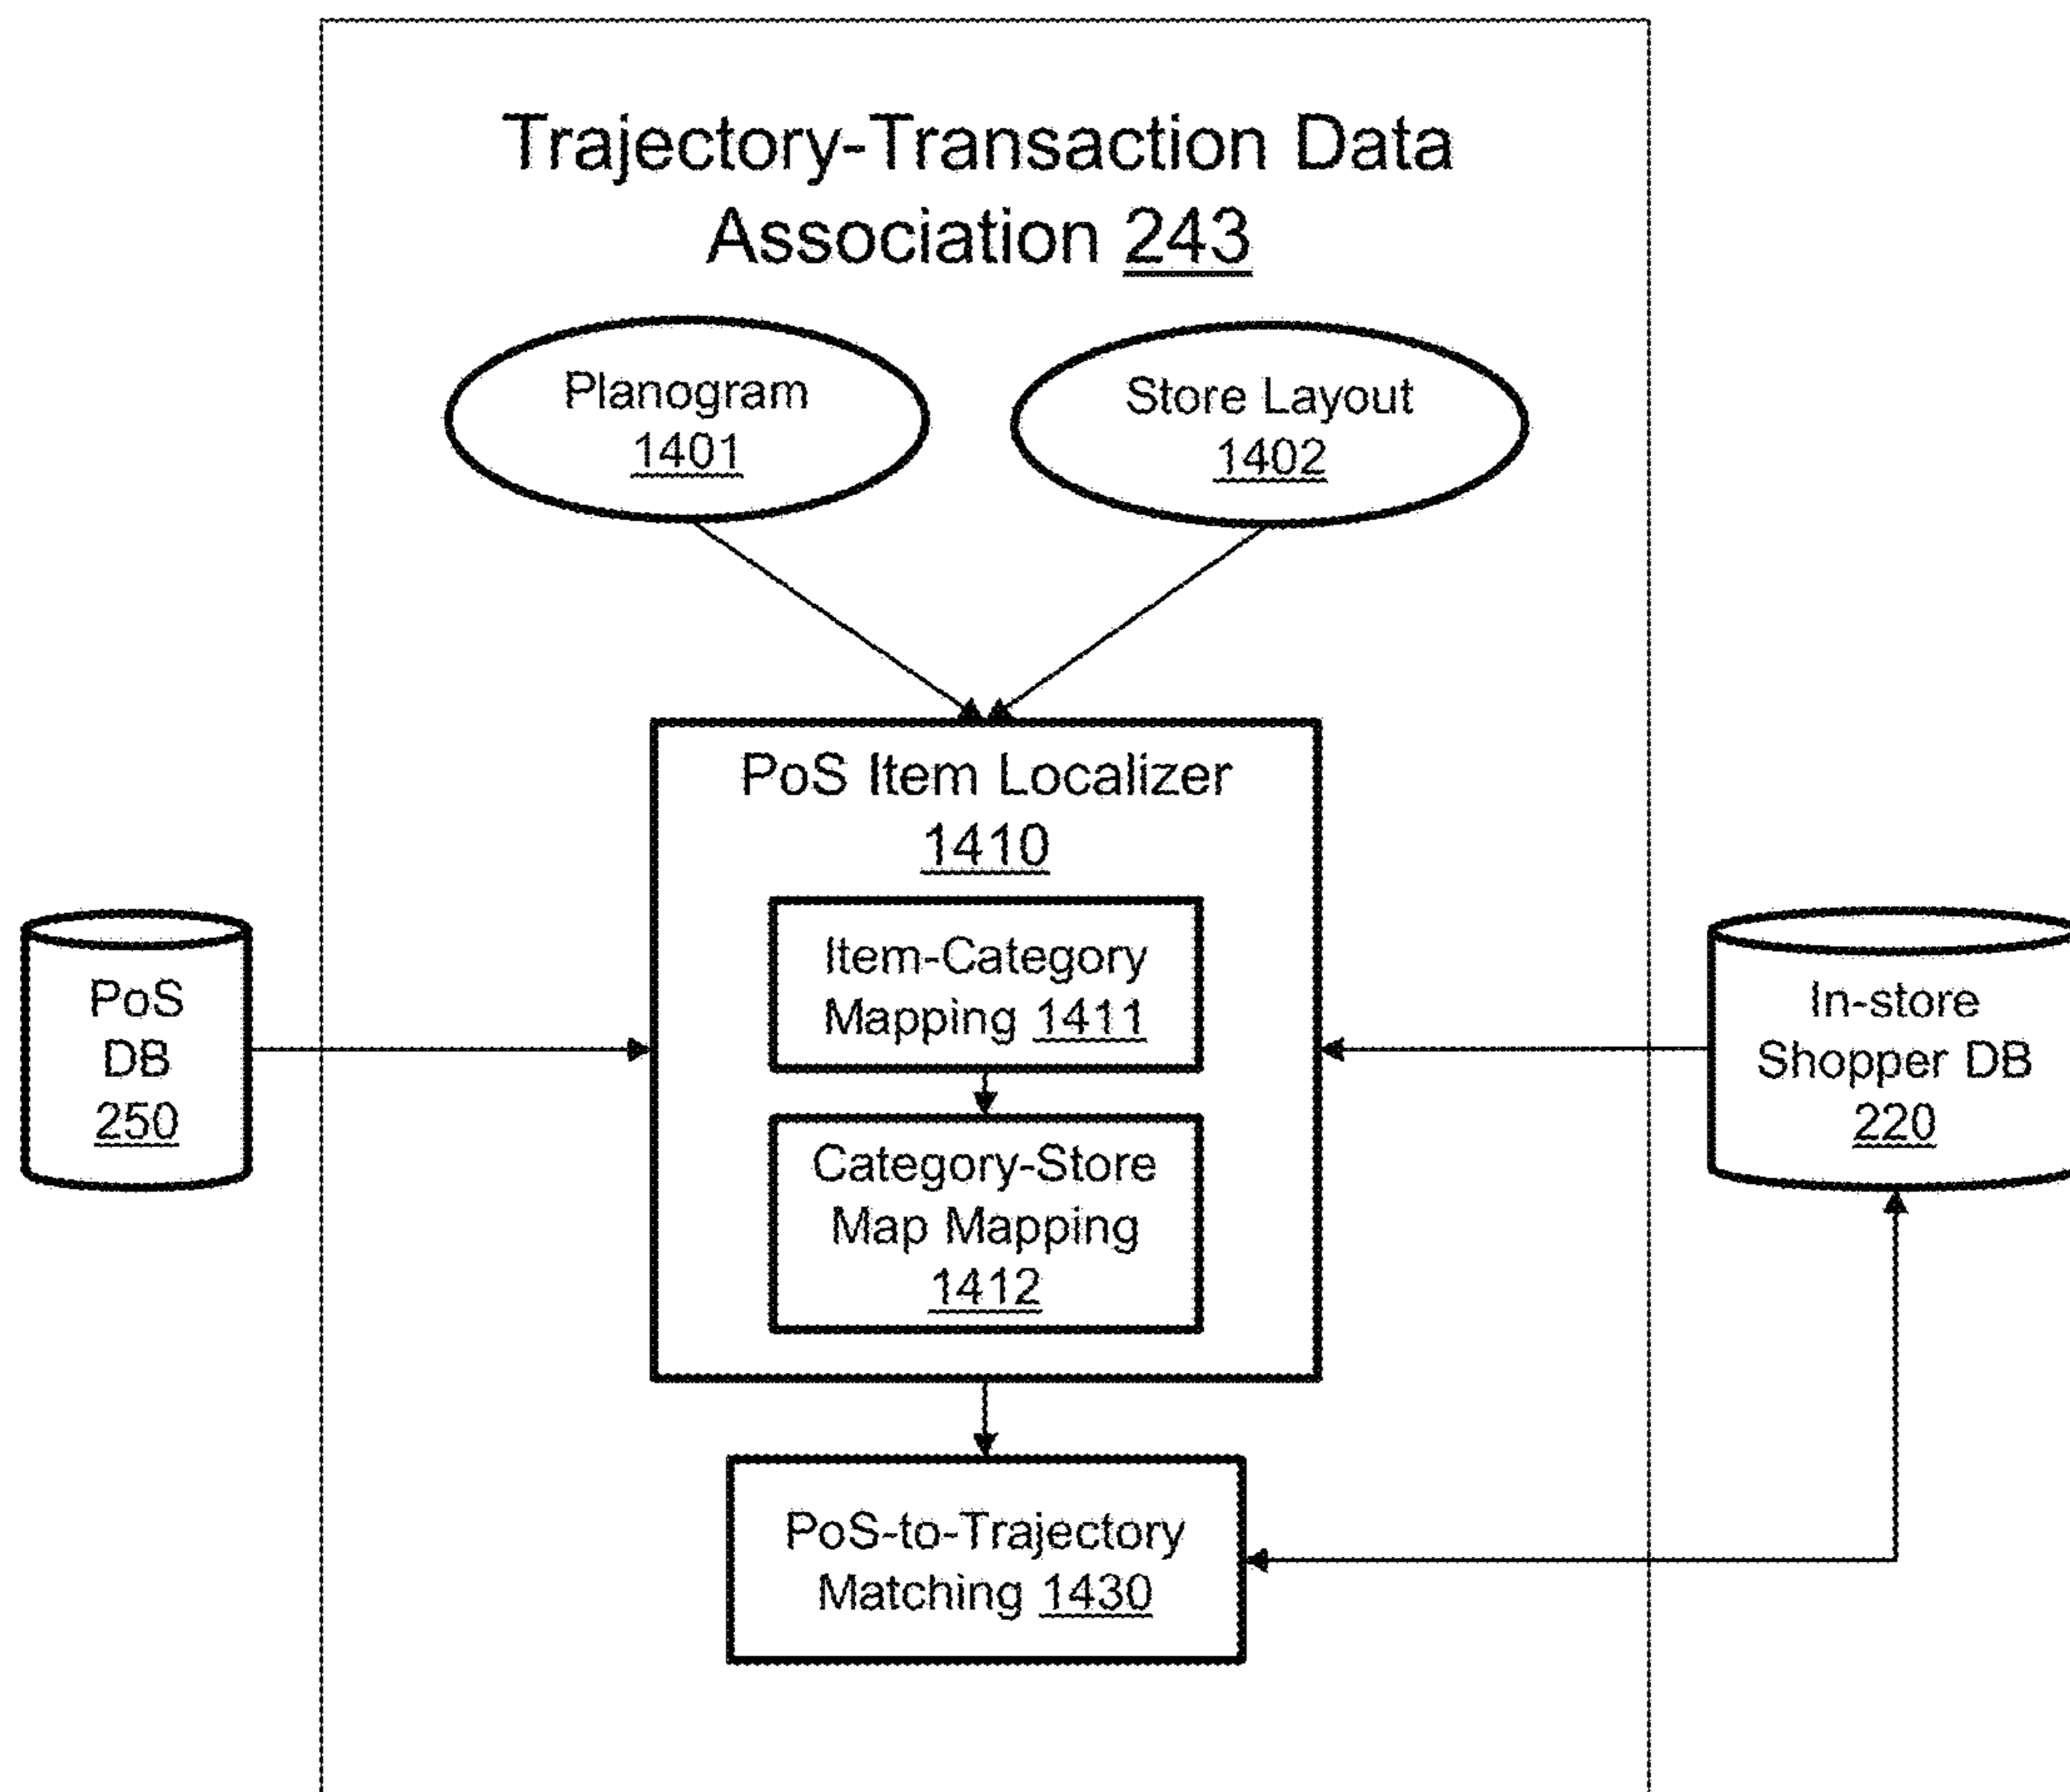 Trajectory-Transaction Data
Association 243
Planogram
1401
Store Layout
1402
PoS Item Localizer
1410
Item-Category
Mapping 1411
Category-Store
Map Mapping
1412
PoS
DB
250
In-store
Shopper DB
220
PoS-to-Trajectory
Matching 1430